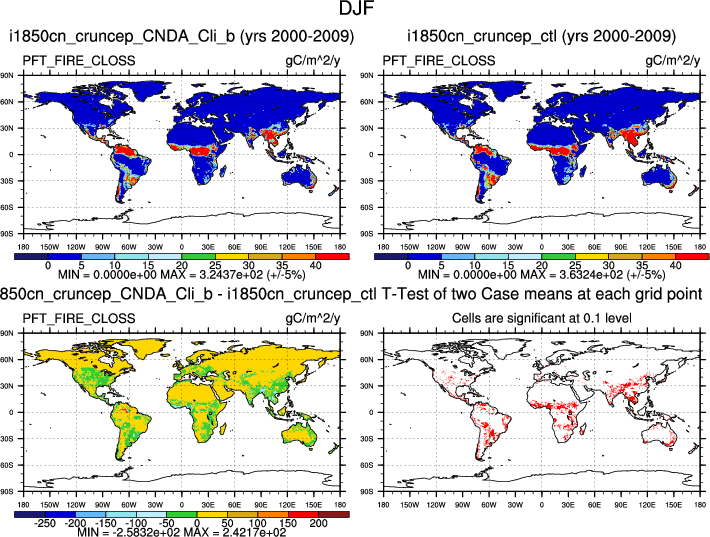 DJF
i1850cn_cruncep_CNDA_Cli_b (yrs 2000-2009)
i1850cn_cruncep_ctl (yrs 2000-2009)
PFT_FIRE_CLOSS gC/m^2/y
PFT_FIRE_CLOSS gC/m^2/y
90N
60N
30N
0
30S
60S
90S
180 150W 120W 90W 60W 30W 0 30E 60E 90E 120E 150E 180
0 5 10 15 20 25 30 35 40
MIN = 0.0000e+00 MAX = 3.2437e+02 (+/-5%)
90N
60N
30N
0
30S
60S
90S
180 150W 120W 90W 60W 30W 0 30E 60E 90E 120E 150E 180
0 5 10 15 20 25 30 35 40
MIN = 0.0000e+00 MAX = 3.6324e+02 (+/-5%)
850cn_cruncep_CNDA_Cli_b - i1850cn_cruncep_ctl
T-Test of two Case means at each grid point
PFT_FIRE_CLOSS gC/m^2/y
Cells are significant at 0.1 level
90N
60N
30N
0
30S
60S
90S
180 150W 120W 90W 60W 30W 0 30E 60E 90E 120E 150E 180
-250 -200 -150 -100 -50 0 50 100 150 200
MIN = -2.5832e+02 MAX = 2.4217e+02
90N
60N
30N
0
30S
60S
90S
180 150W 120W 90W 60W 30W 0 30E 60E 90E 120E 150E 180